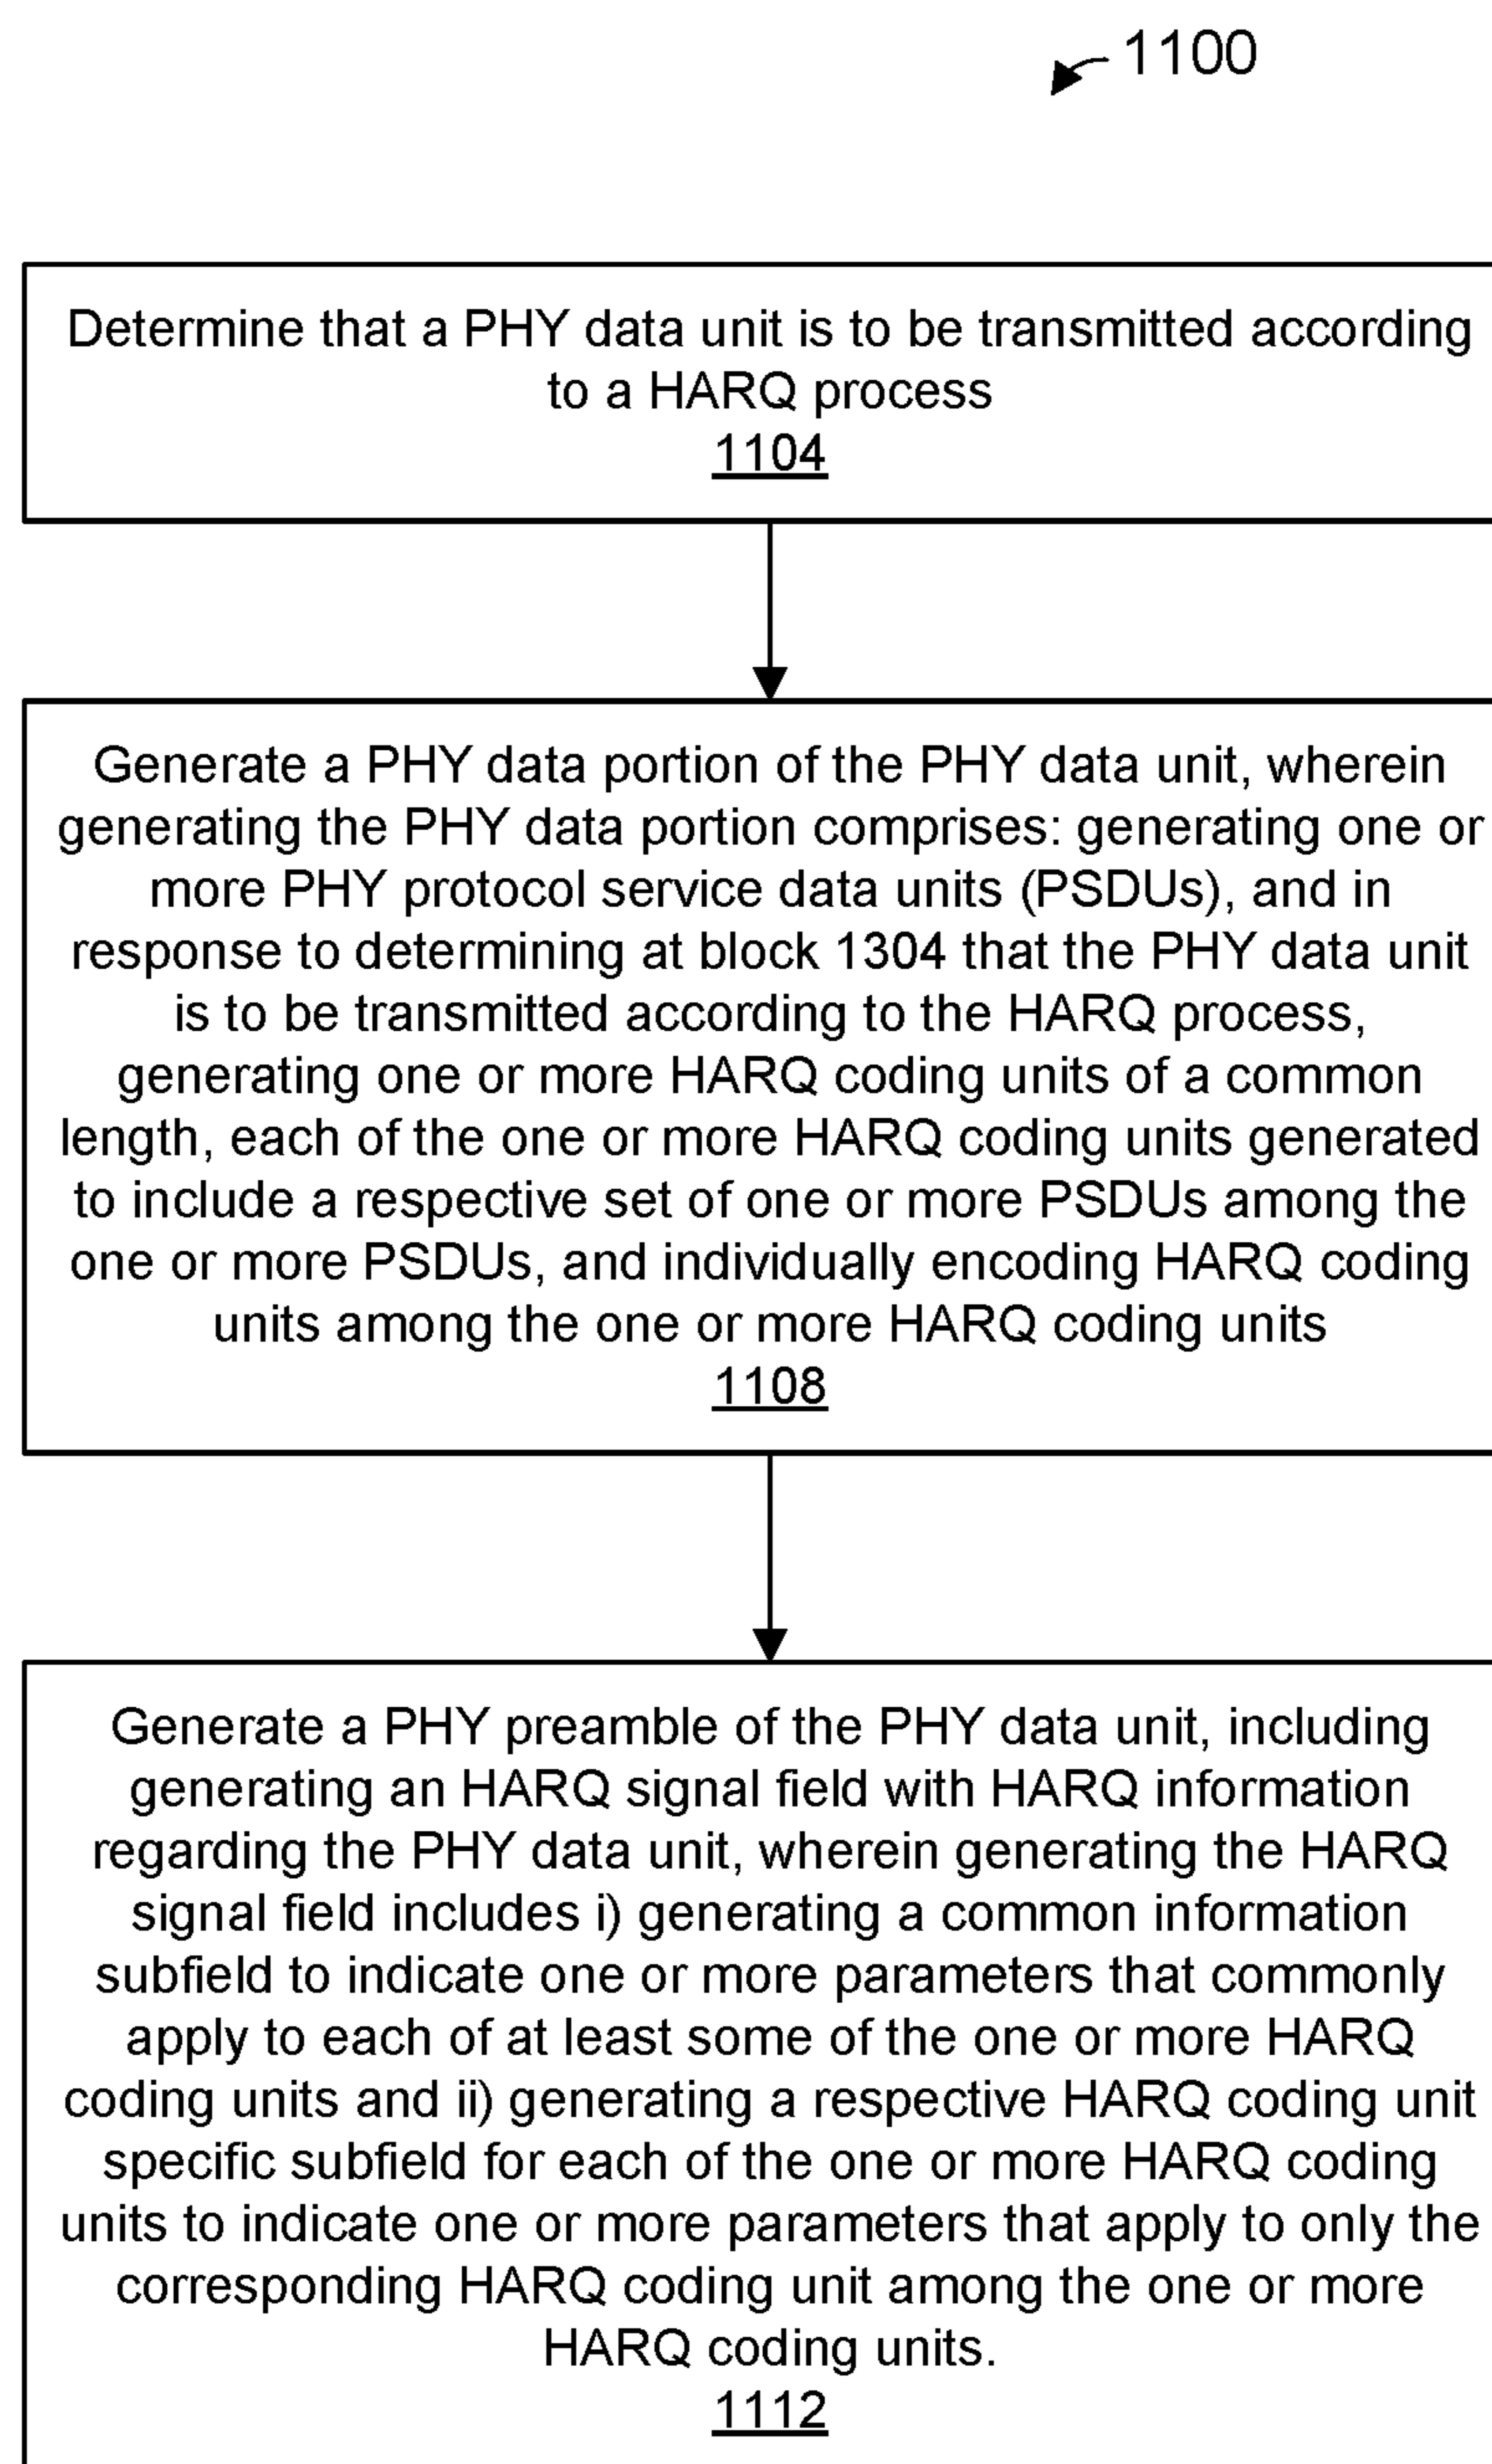 1100
Determine that a PHY data unit is to be transmitted according
to a HARQ process
1104
Generate a PHY data portion of the PHY data unit, wherein
generating the PHY data portion comprises: generating one or
more PHY protocol service data units (PSDUs), and in
response to determining at block 1304 that the PHY data unit
is to be transmitted according to the HARQ process,
generating one or more HARQ coding units of a common
length, each of the one or more HARQ coding units generated
to include a respective set of one or more PSDUs among the
one or more PSDUs, and individually encoding HARQ coding
units among the one or more HARQ coding units
1108
Generate a PHY preamble of the PHY data unit, including
generating an HARQ signal field with HARQ information
regarding the PHY data unit, wherein generating the HARQ
signal field includes i) generating a common information
subfield to indicate one or more parameters that commonly
apply to each of at least some of the one or more HARQ
coding units and ii) generating a respective HARQ coding unit
specific subfield for each of the one or more HARQ coding
units to indicate one or more parameters that apply to only the
corresponding HARQ coding unit among the one or more
HARQ coding units.
1112